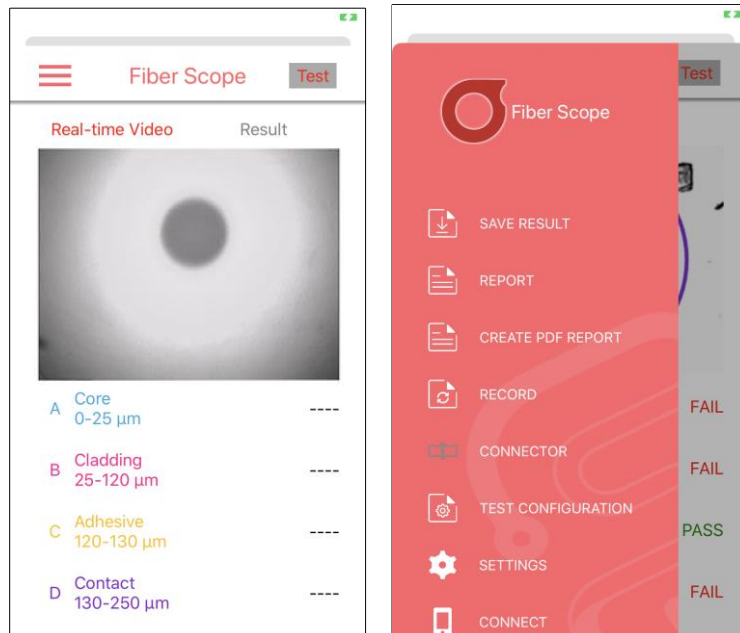 Fiber Scope
Test
Real-time Video
Result
A
Core
0-25 µm
----
B
Cladding
25-120 µm
----
C
Adhesive
120-130 µm
----
D
Contact
130-250 µm
----
Fiber Scope
Test
SAVE RESULT
REPORT
CREATE PDF REPORT
RECORD
FAIL
CONNECTOR
FAIL
TEST CONFIGURATION
PASS
SETTINGS
FAIL
CONNECT